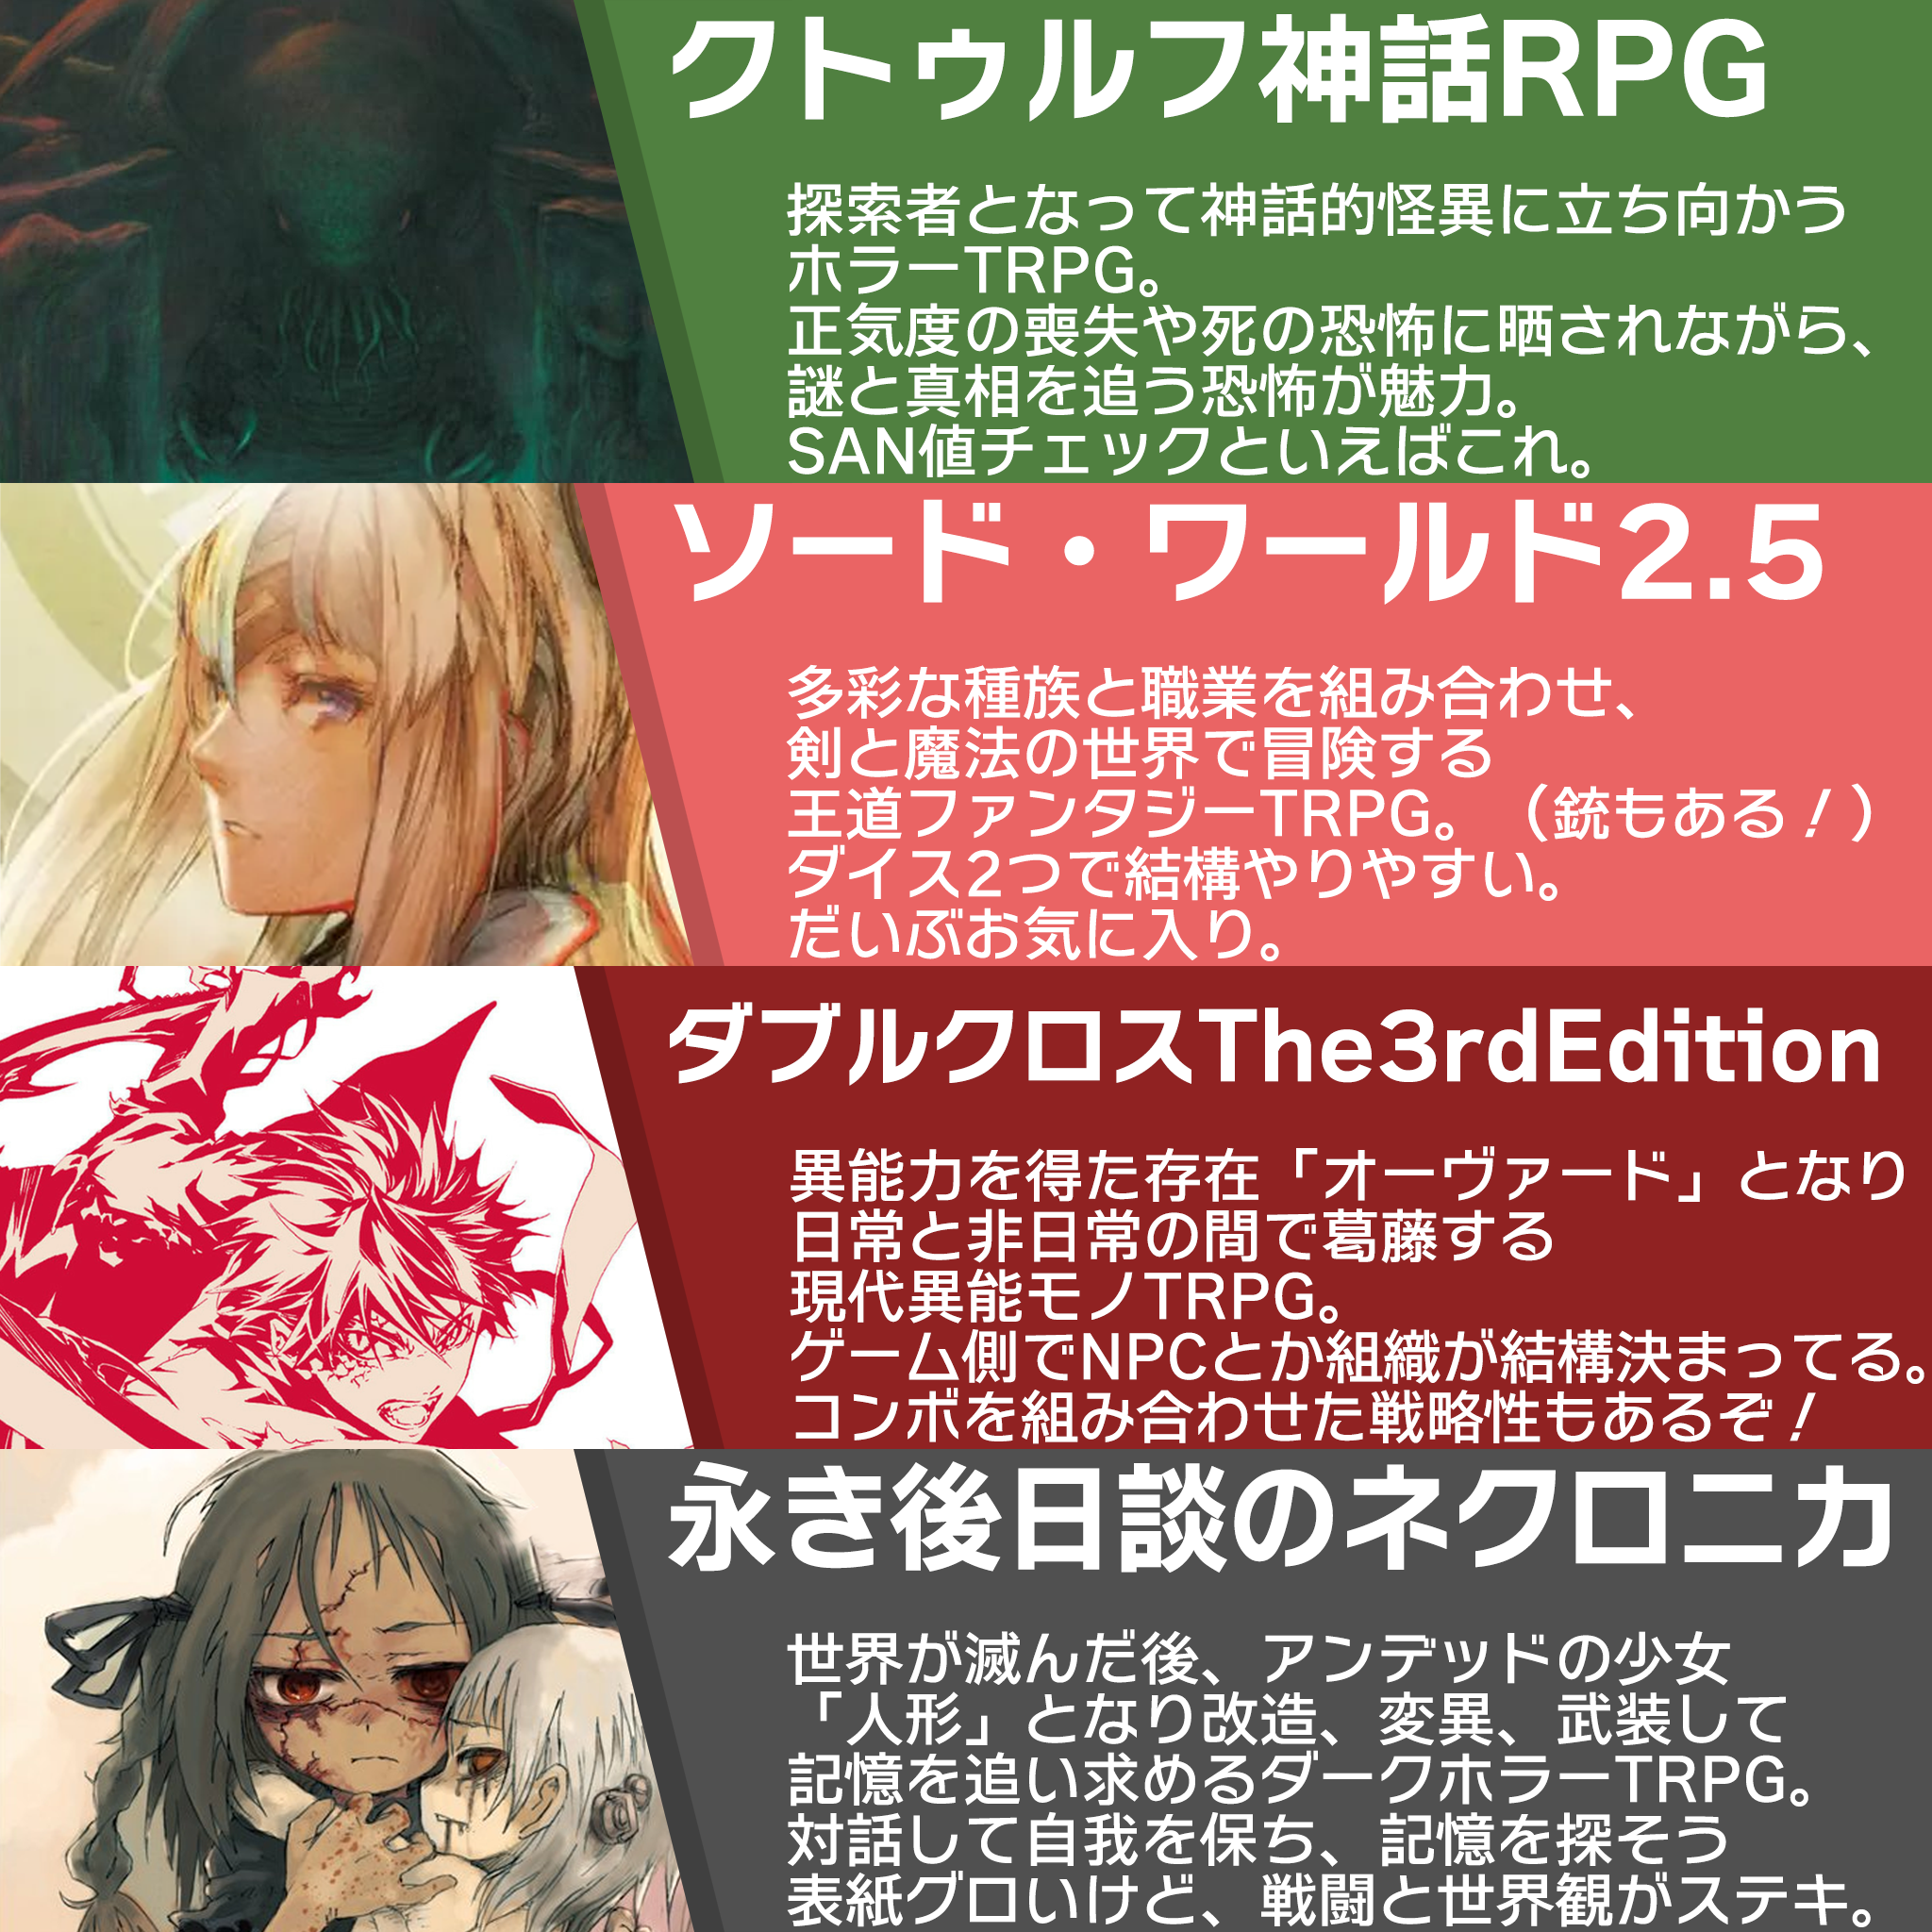 クトゥルフ神話RPG
探索者となって神話的怪異に立ち向かう
ホラーTRPG。
正気度の喪失や死の恐怖に晒されながら、
謎と真相を追う恐怖が魅力。
SAN値チェックといえばこれ。
ソード・ワールド2.5
多彩な種族と職業を組み合わせ、
剣と魔法の世界で冒険する
王道ファンタジーTRPG。（銃もある！）
ダイス2つで結構やりやすい。
だいぶお気に入り。
ダブルクロスThe3rdEdition
異能力を得た存在「オーヴァード」となり
日常と非日常の間で葛藤する
現代異能モノTRPG。
ゲーム側でNPCとか組織が結構決まってる。
コンボを組み合わせた戦略性もあるぞ！
永き後日談のネクロニカ
世界が滅んだ後、アンデッドの少女
「人形」となり改造、変異、武装して
記憶を追い求めるダークホラーTRPG。
対話して自我を保ち、記憶を探そう
表紙グロいけど、戦闘と世界観がステキ。